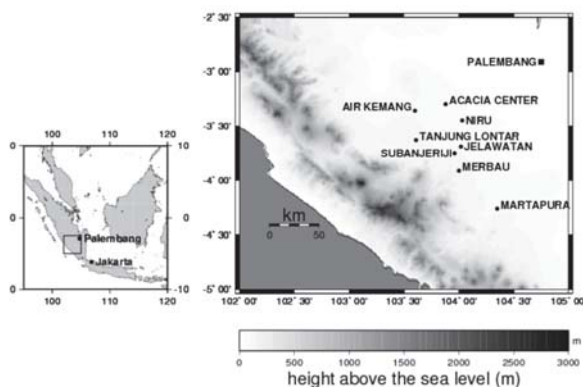 -2° 30'
-3° 00'
-3° 30'
-4° 00'
-4° 30'
-5° 00'
102° 00' 102° 30' 103° 00' 103° 30' 104° 00' 104° 30' 105° 00'
PALEMBANG
AIR KEMANG
ACACIA CENTER
NIRU
TANJUNG LONTAR
JELAWATAN
SUBANJERIJI
MERBAU
MARTAPURA
km
0 50
100 110 120
10
0
0
0
-10
100 110 120
Palembang
Jakarta
m
0 500 1000 1500 2000 2500 3000
height above the sea level (m)